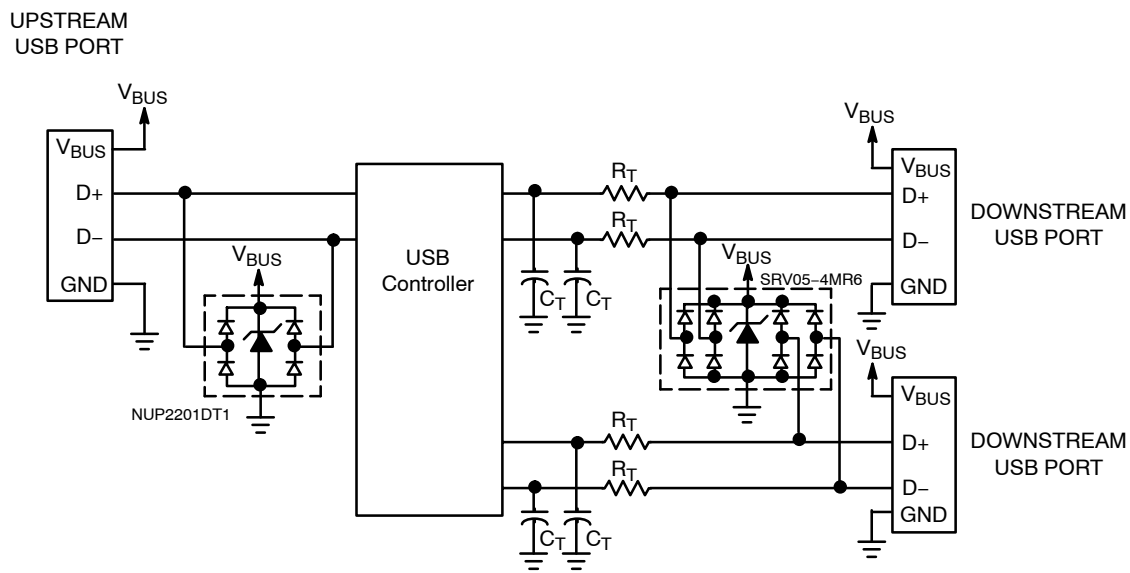 UPSTREAM
USB PORT
VBUS
VBUS
D+
D−
GND
VBUS
NUP2201DT1
USB
Controller
RT
RT
CT
CT
VBUS
SRV05−4MR6
VBUS
VBUS
D+
D−
GND
DOWNSTREAM
USB PORT
RT
RT
CT
CT
VBUS
VBUS
D+
D−
GND
DOWNSTREAM
USB PORT